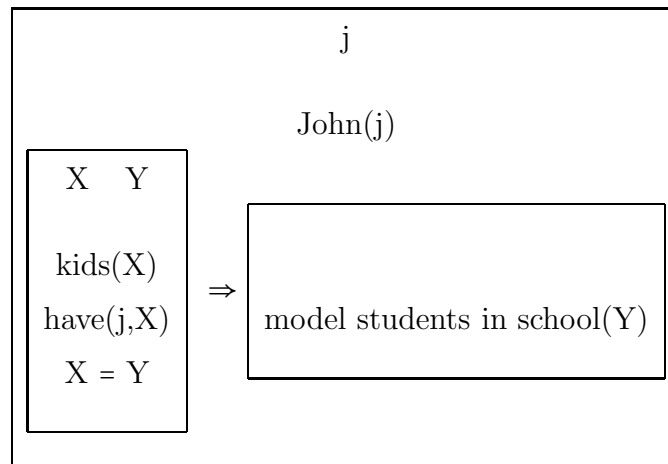 j
John(j)
X Y
kids(X)
have(j,X)
X = Y
⇒
model students in school(Y)